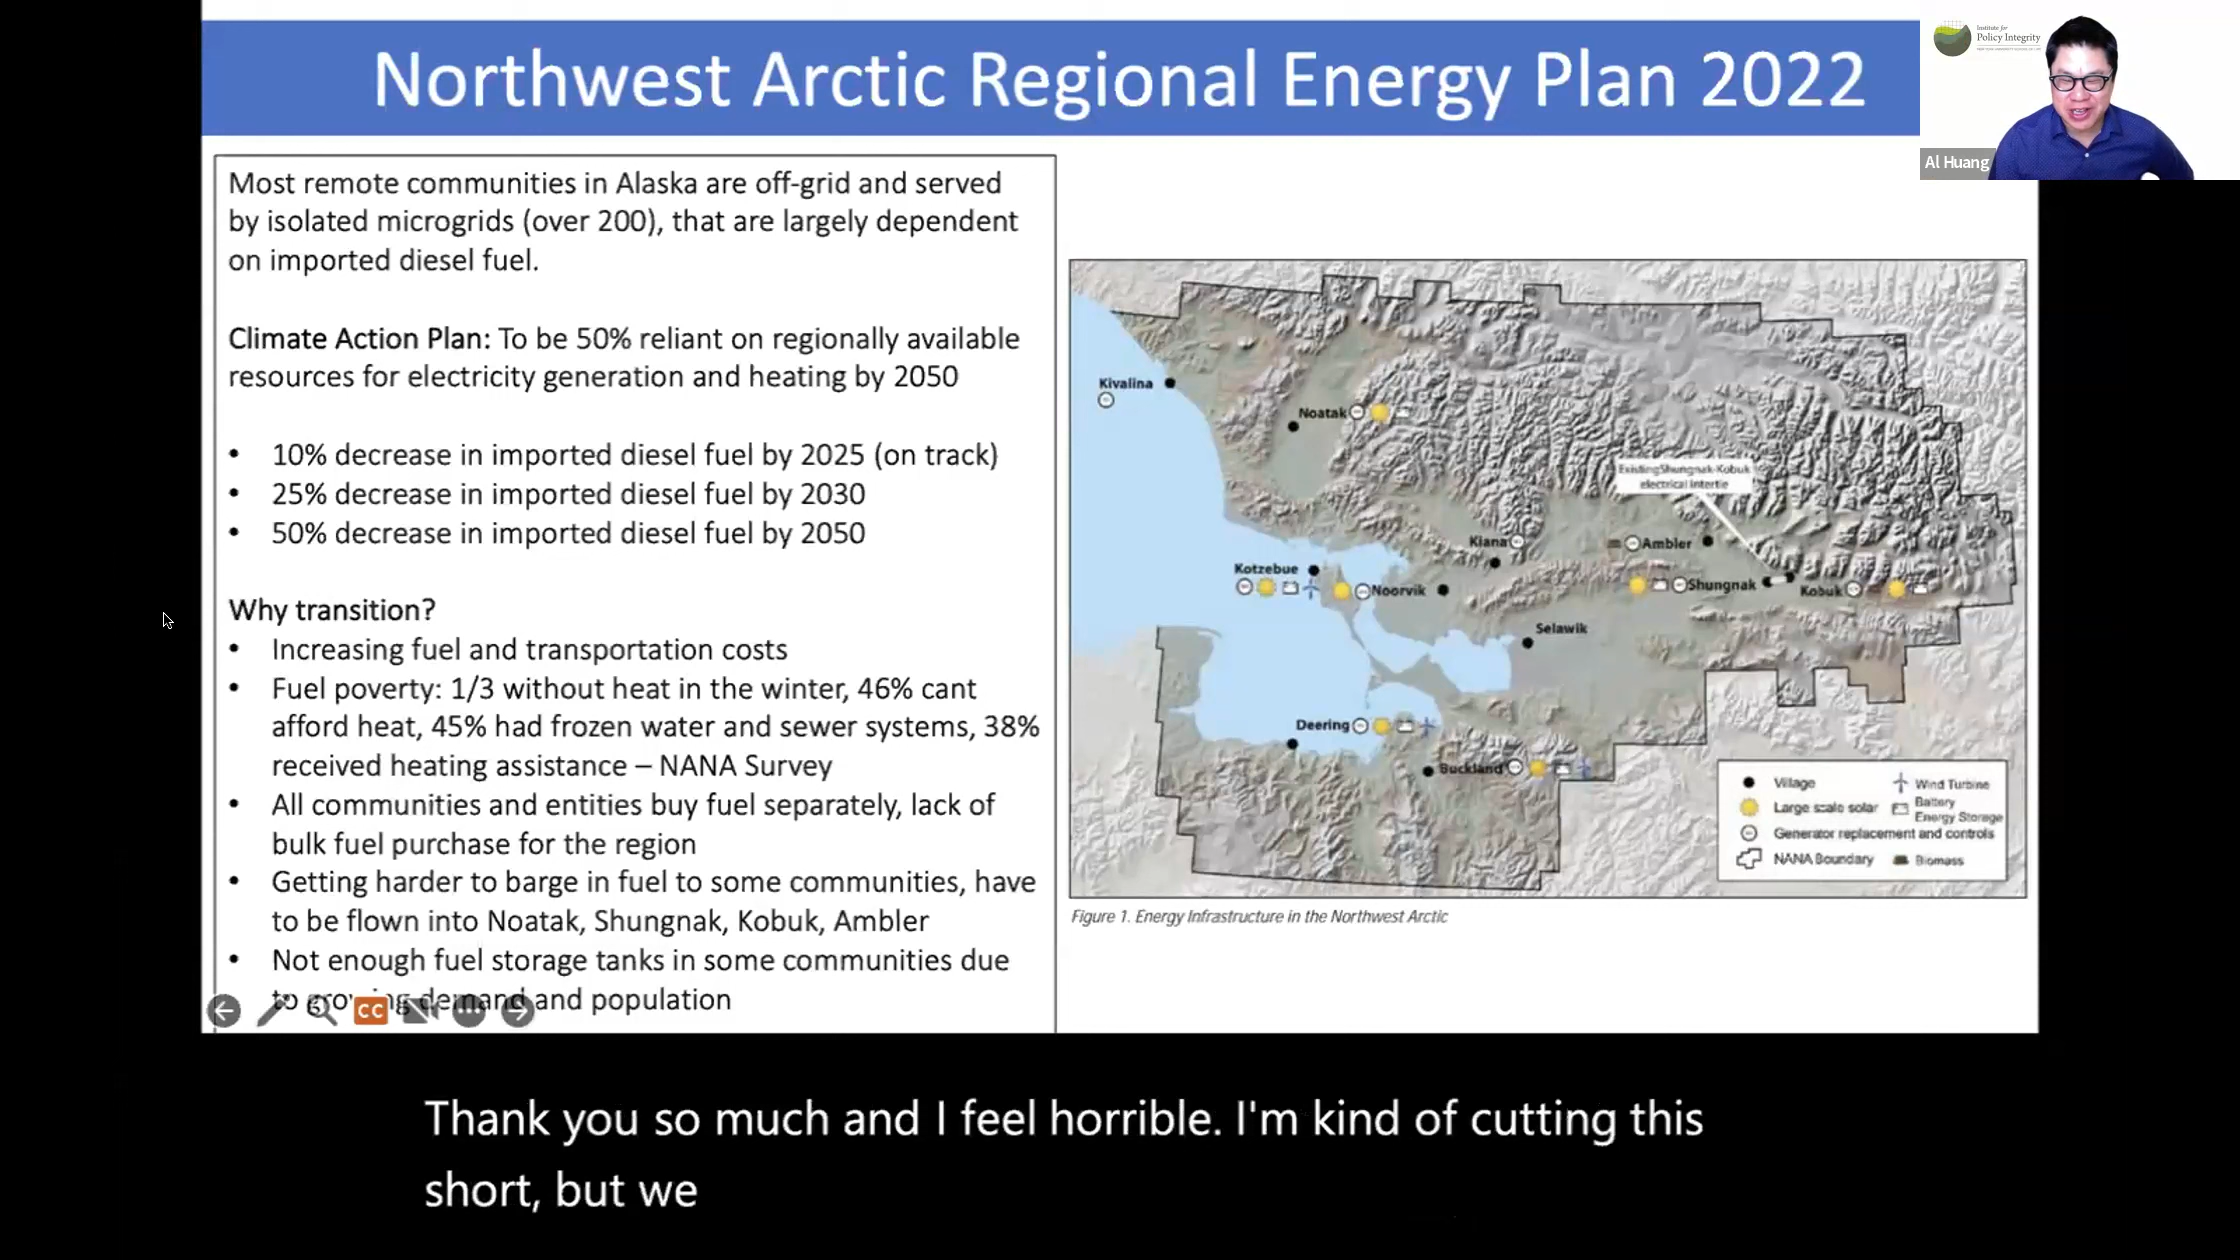 Northwest Arctic Regional Energy Plan 2022
Institute for
Policy Integrity
Al Huang
Most remote communities in Alaska are off-grid and served
by isolated microgrids (over 200), that are largely dependent
on imported diesel fuel.
Climate Action Plan: To be 50% reliant on regionally available
resources for electricity generation and heating by 2050
• 10% decrease in imported diesel fuel by 2025 (on track)
• 25% decrease in imported diesel fuel by 2030
• 50% decrease in imported diesel fuel by 2050
Why transition?
• Increasing fuel and transportation costs
• Fuel poverty: 1/3 without heat in the winter, 46% cant
afford heat, 45% had frozen water and sewer systems, 38%
received heating assistance – NANA Survey
• All communities and entities buy fuel separately, lack of
bulk fuel purchase for the region
• Getting harder to barge in fuel to some communities, have
to be flown into Noatak, Shungnak, Kobuk, Ambler
• Not enough fuel storage tanks in some communities due
to growing demand and population
CC
Kivalina
Noatak
Existing Shungnak-Kobuk
electrical intertie
Kiana
Ambler
Kotzebue
Noorvik
Shungnak
Kobuk
Selawik
Deering
Buckland
Village
Wind Turbine
Large scale solar
Battery
Energy Storage
Generator replacement and controls
NANA Boundary
Biomass
Figure 1. Energy Infrastructure in the Northwest Arctic
Thank you so much and I feel horrible. I'm kind of cutting this
short, but we